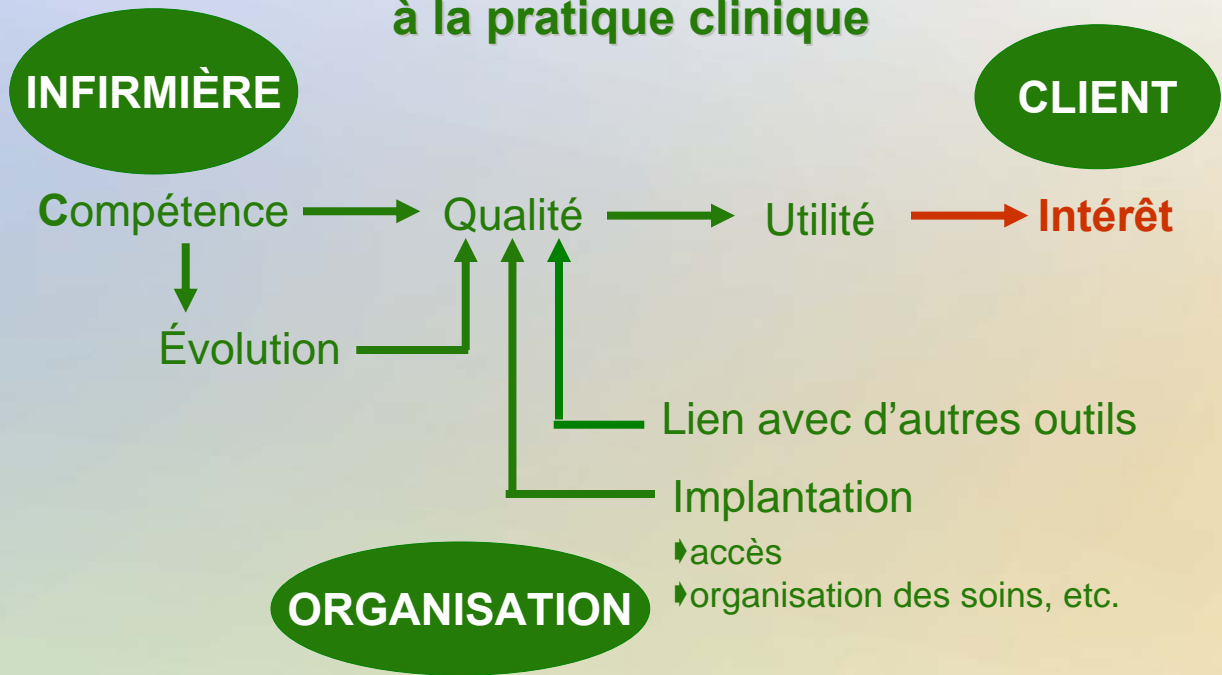 à la pratique clinique
INFIRMIÈRE
CLIENT
Compétence
Qualité
Utilité
Intérêt
Évolution
Lien avec d'autres outils
Implantation
➧accès
➧organisation des soins, etc.
ORGANISATION